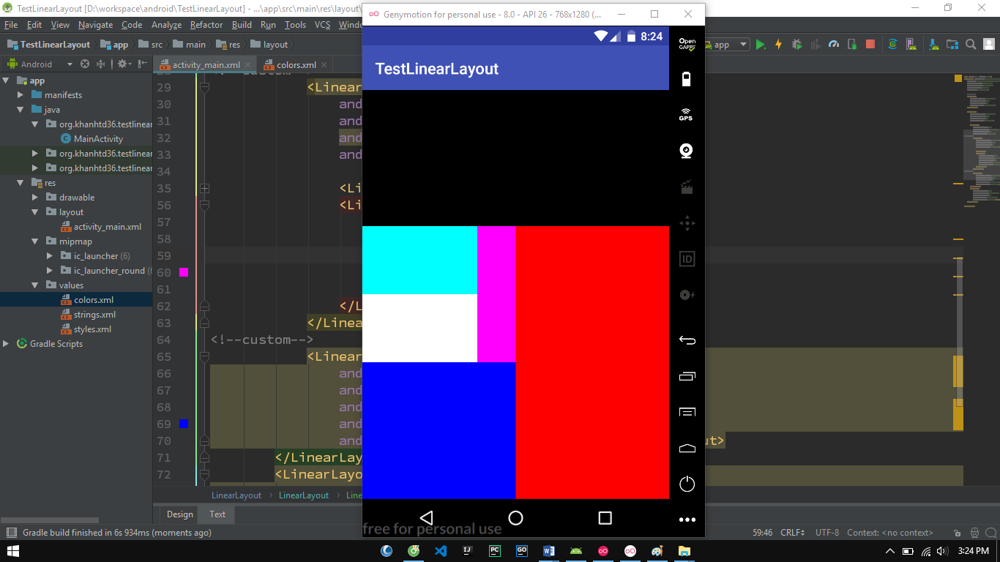 TestLinearLayout [D:\workspace\android\TestLinearLayout] - ...\app\src\main\res\layout\
Genymotion for personal use - 8.0 - API 26 - 768x1280 (...
File Edit View Navigate Code Analyze Refactor Build Run Tools VCS
TestLinearLayout app src main res layout
app
8:24
Open
GAPPS
Android
activity_main.xml
colors.xml
TestLinearLayout
app
manifests
java
org.khanhtd36.testlinear
MainActivity
org.khanhtd36.testlinear
org.khanhtd36.testlinear
res
drawable
layout
activity_main.xml
mipmap
ic_launcher (6)
ic_launcher_round
values
colors.xml
strings.xml
styles.xml
Gradle Scripts
29 <Linear
30 and
31 and
32 and
33 and
34
35 <Li
56 <Li
57
58
59
60
61
62 </L
63 </Linea
64 <!--custom-->
65 <Linear
66 and
67 and
68 and
69 and
70 and
ut>
71 </LinearLay
72 <LinearLayo
GPS
ID
LinearLayout LinearLayout Line
Design Text
free for personal use
Gradle build finished in 6s 934ms (moments ago)
59:46 CRLF UTF-8 Context: <no context>
IJ
PC
GO
3:24 PM